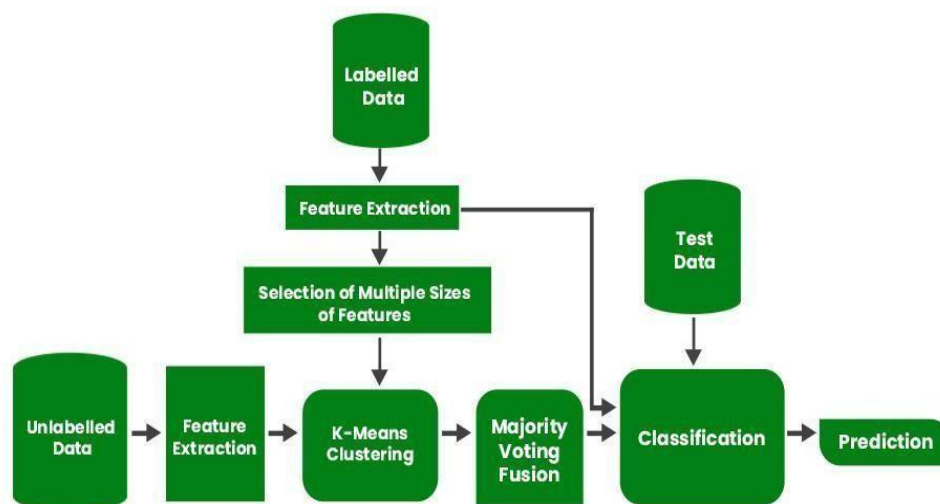 Labelled
Data
Feature Extraction
Selection of Multiple Sizes
of Features
Test
Data
Unlabelled
Data
Feature
Extraction
K-Means
Clustering
Majority
Voting
Fusion
Classification
Prediction